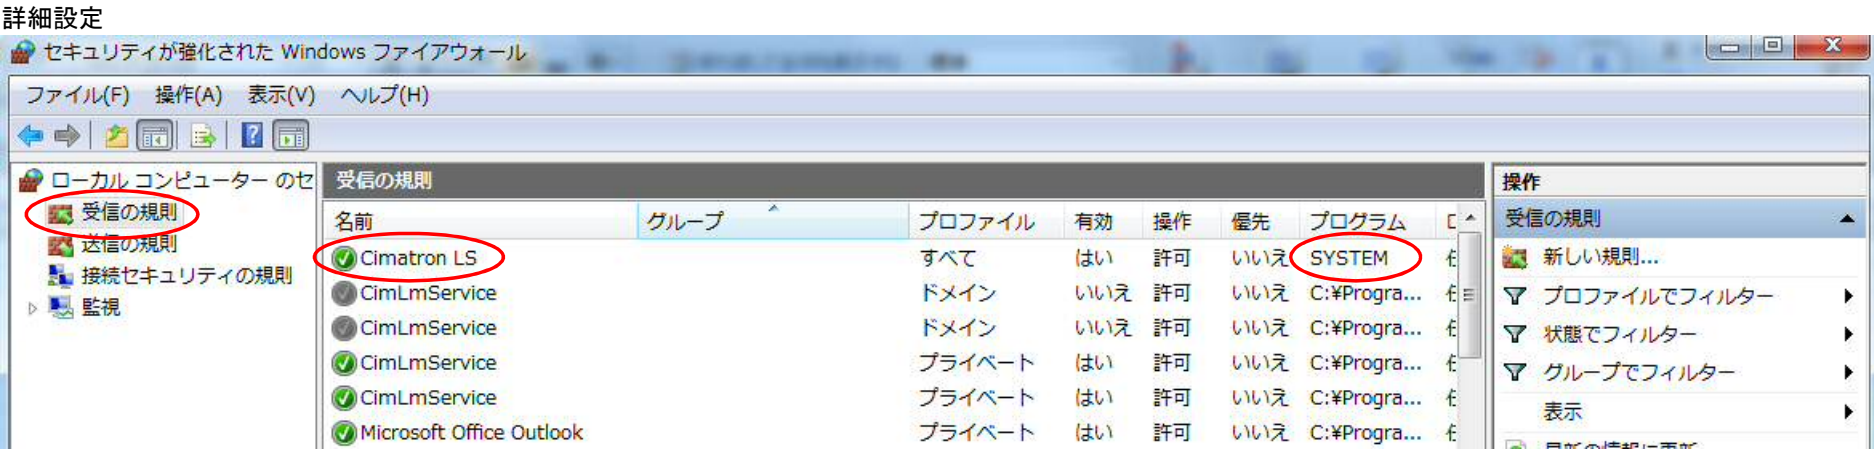 詳細設定
セキュリティが強化された Windows ファイアウォール
ファイル(F) 操作(A) 表示(V) ヘルプ(H)
ローカル コンピューター のセ
受信の規則
送信の規則
接続セキュリティの規則
監視
受信の規則
名前 グループ プロファイル 有効 操作 優先 プログラム
Cimatron LS すべて はい 許可 いいえ SYSTEM
CimLmService ドメイン いいえ 許可 いいえ C:¥Progra...
CimLmService ドメイン いいえ 許可 いいえ C:¥Progra...
CimLmService プライベート はい 許可 いいえ C:¥Progra...
CimLmService プライベート はい 許可 いいえ C:¥Progra...
Microsoft Office Outlook プライベート はい 許可 いいえ C:¥Progra...
操作
受信の規則
新しい規則...
プロファイルでフィルター
状態でフィルター
グループでフィルター
表示
最新の情報に更新